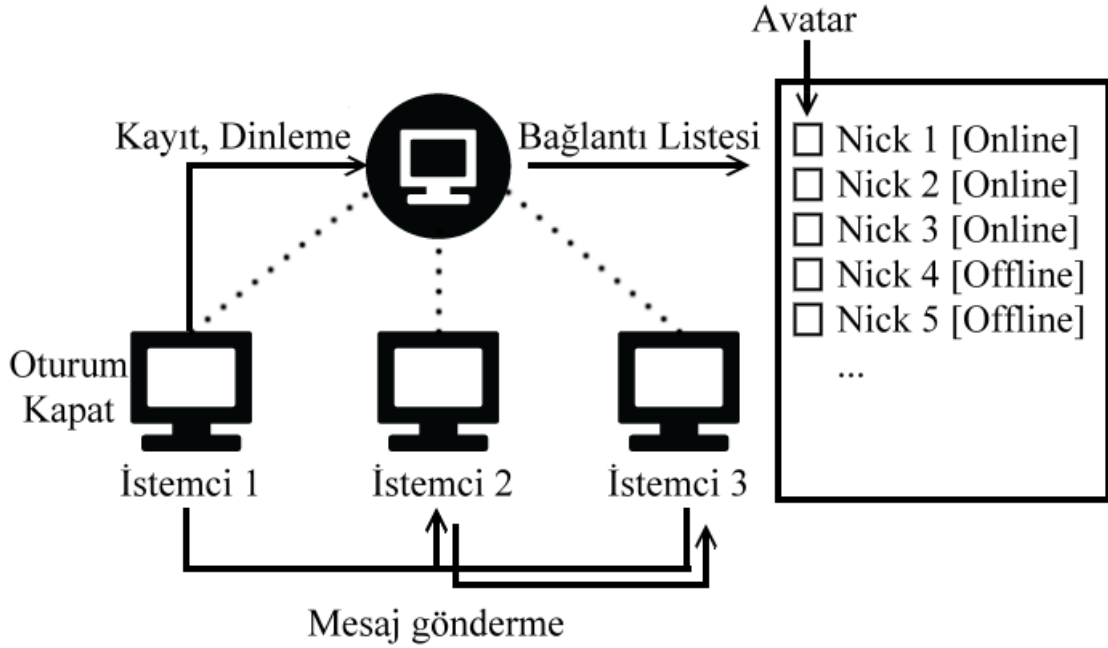 Avatar
Kayıt, Dinleme
Bağlantı Listesi
Nick 1 [Online]
Nick 2 [Online]
Nick 3 [Online]
Nick 4 [Offline]
Nick 5 [Offline]
...
Oturum
Kapat
İstemci 1
İstemci 2
İstemci 3
Mesaj gönderme